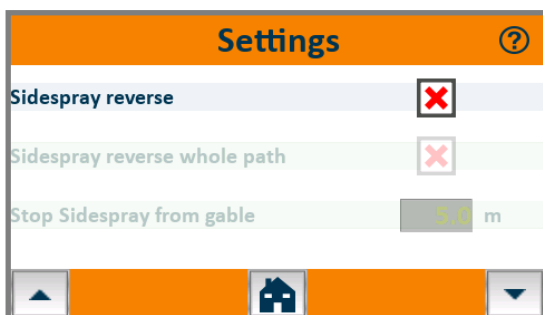 Settings
Sidespray reverse
Sidespray reverse whole path
Stop Sidespray from gable 5.0 m